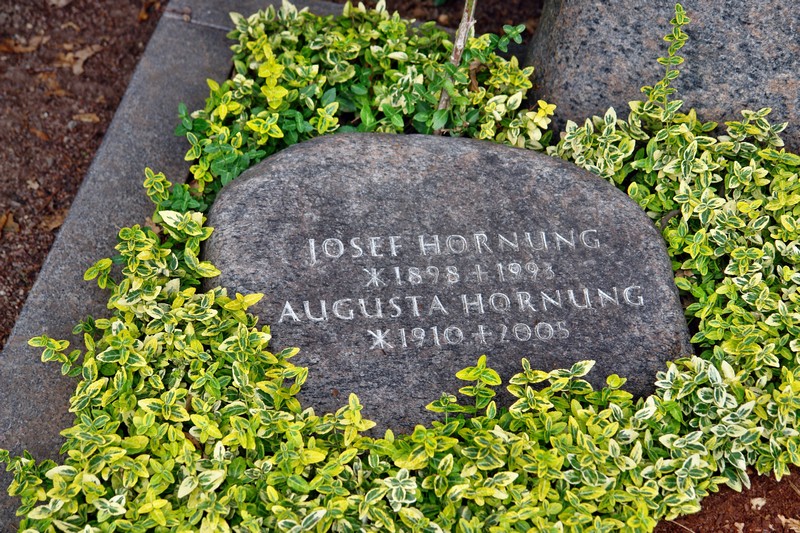 JOSEF HORNUNG
*1898 +1993
AUGUSTA HORNUNG
*1910 +2005